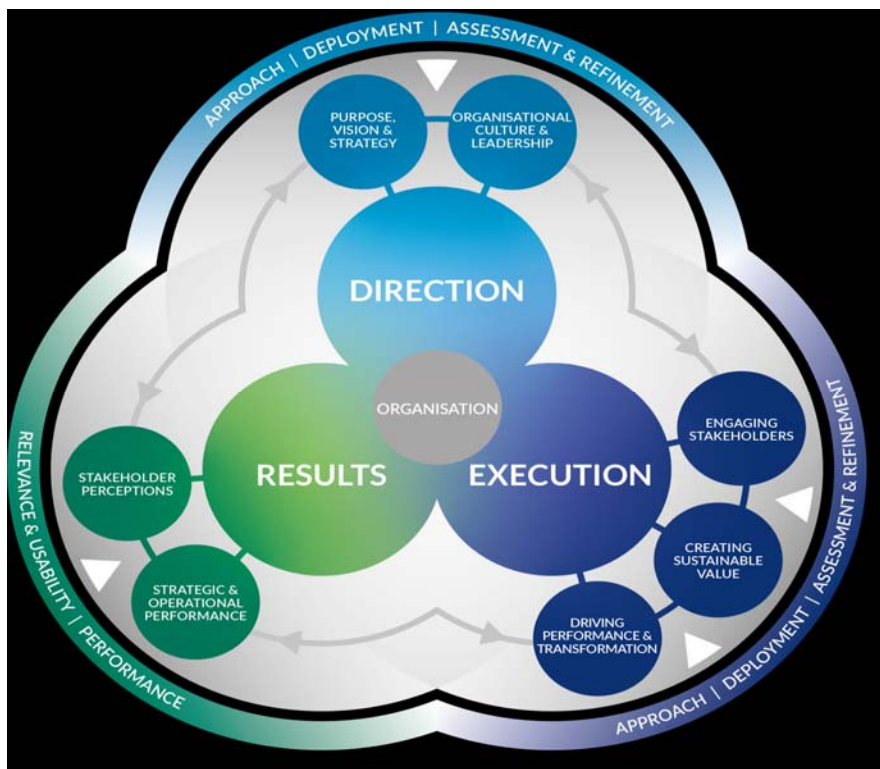 APPROACH | DEPLOYMENT | ASSESSMENT & REFINEMENT
PURPOSE,
VISION &
STRATEGY
ORGANISATIONAL
CULTURE &
LEADERSHIP
DIRECTION
ORGANISATION
RESULTS
EXECUTION
ENGAGING
STAKEHOLDERS
CREATING
SUSTAINABLE
VALUE
DRIVING
PERFORMANCE &
TRANSFORMATION
STAKEHOLDER
PERCEPTIONS
STRATEGIC &
OPERATIONAL
PERFORMANCE
RELEVANCE & USABILITY | PERFORMANCE
APPROACH | DEPLOYMENT | ASSESSMENT & REFINEMENT